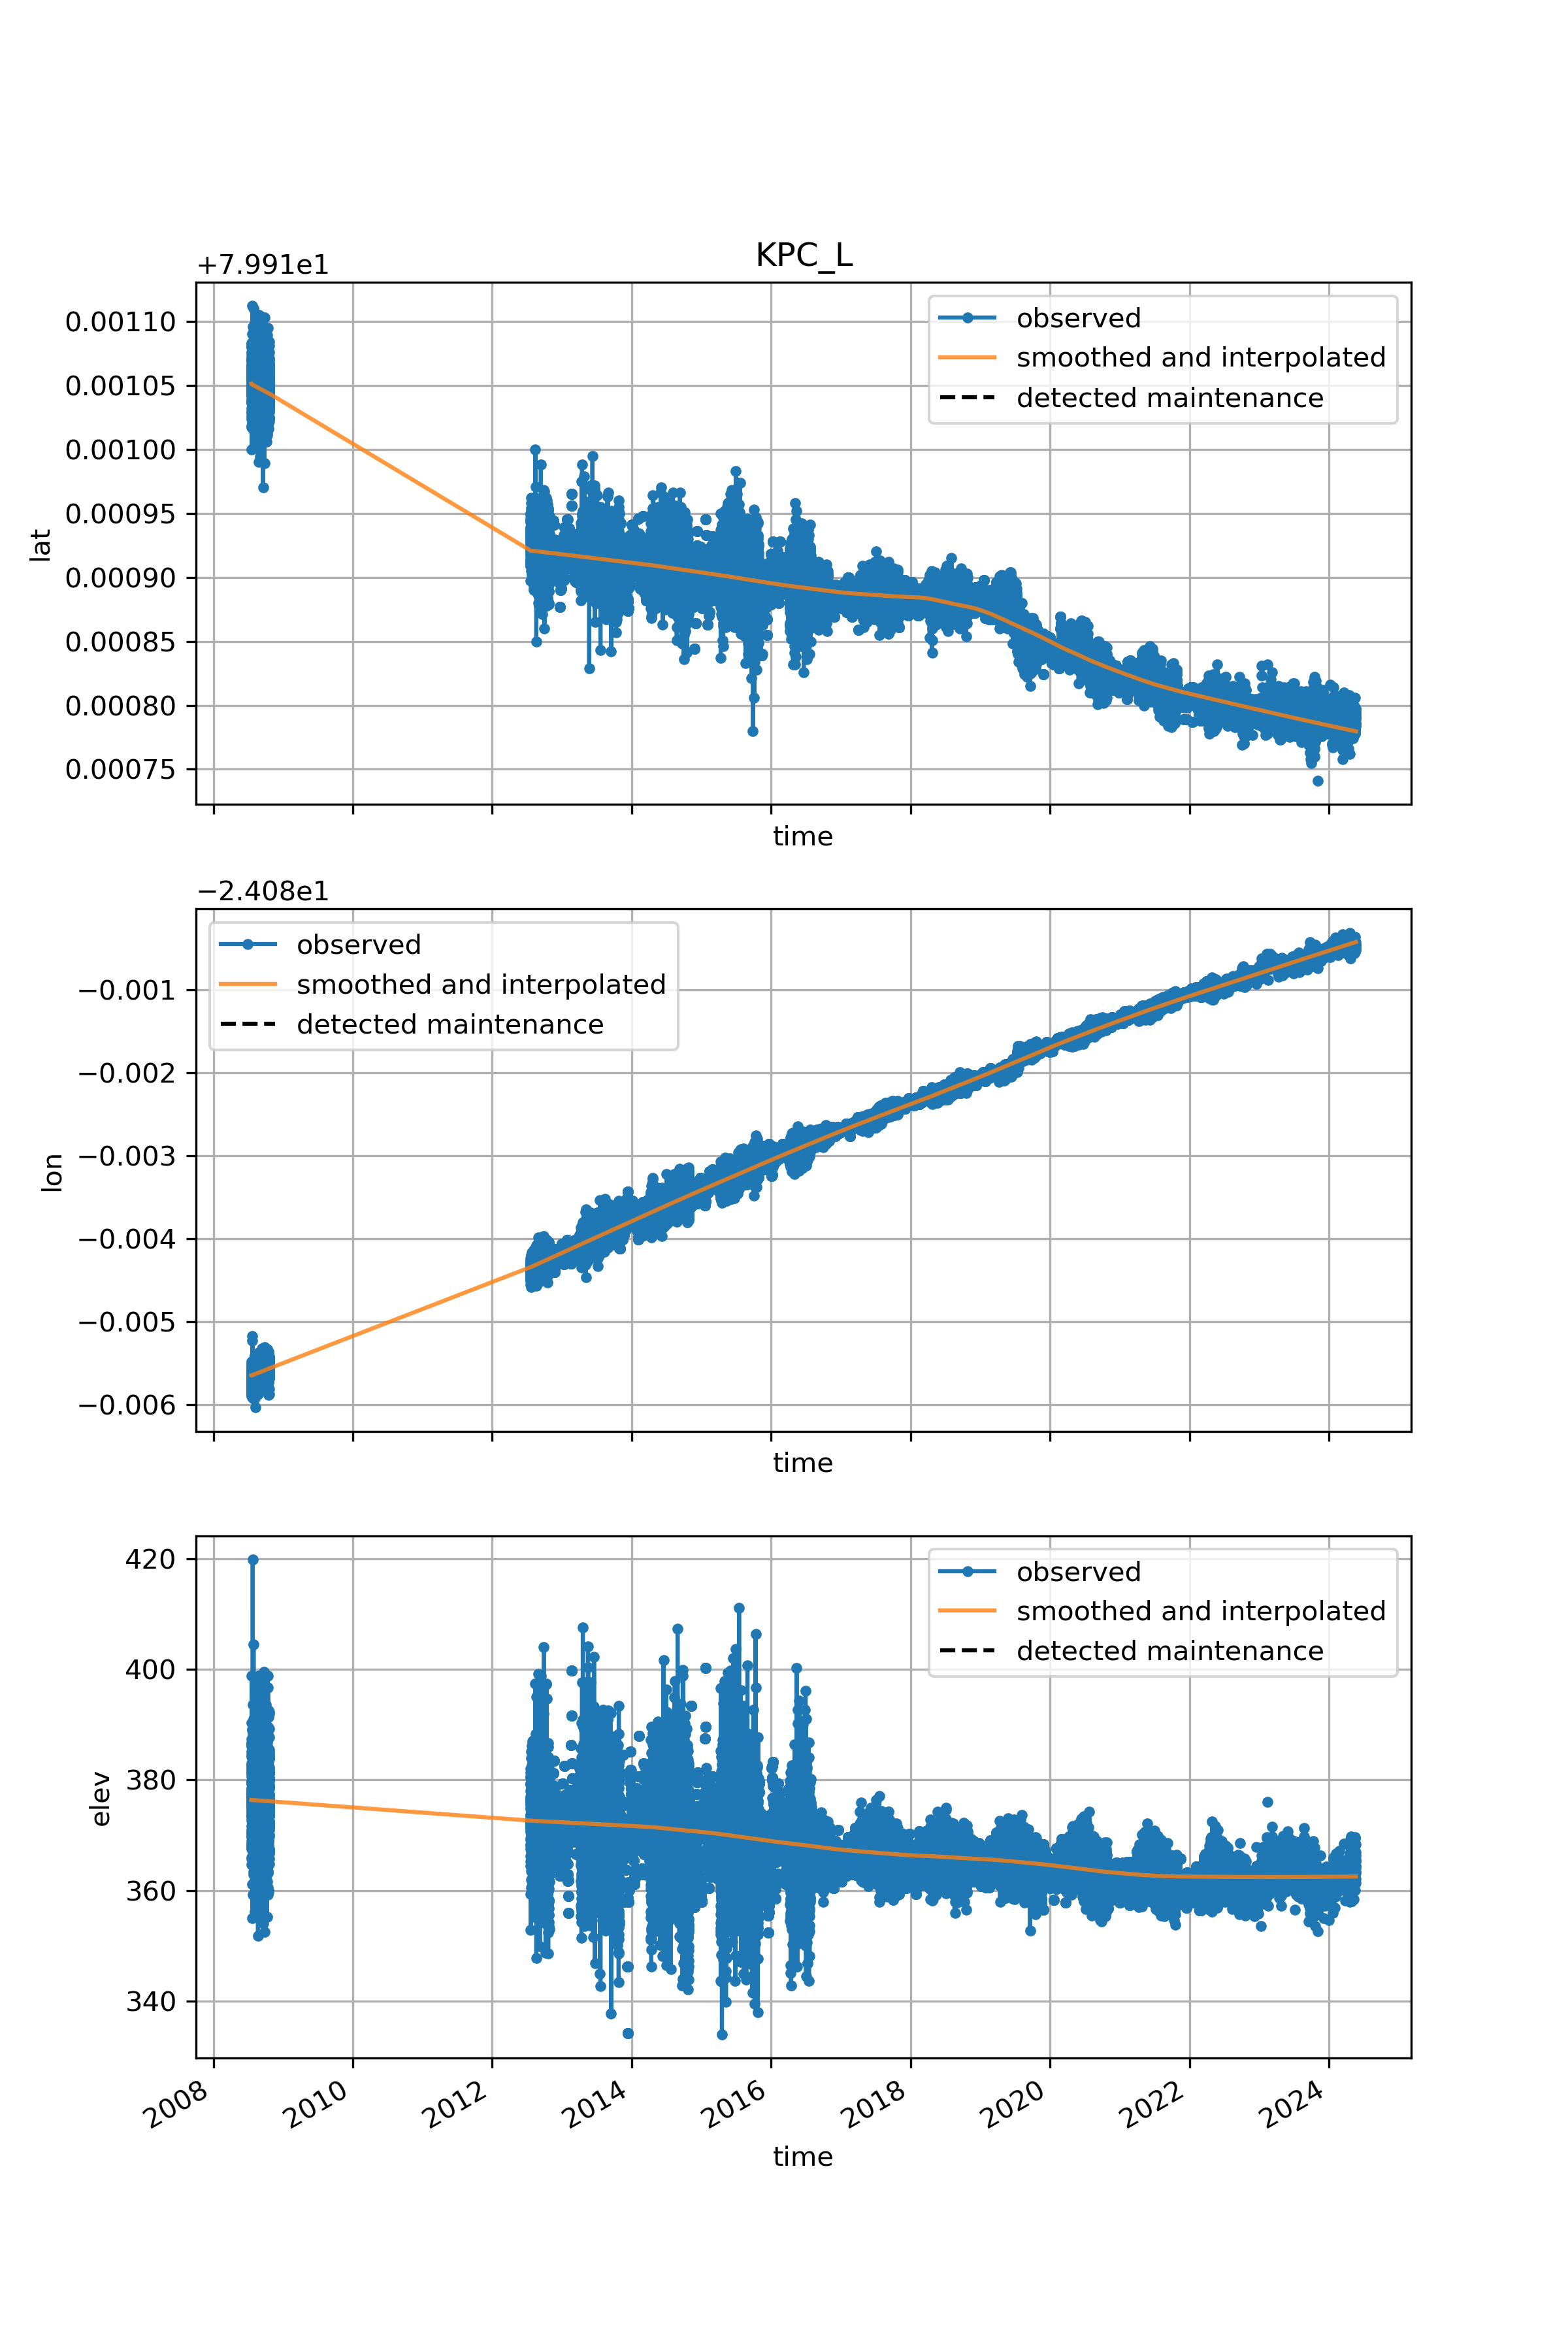 KPC_L
+7.991e1
observed
smoothed and interpolated
detected maintenance
0.00110
0.00105
0.00100
0.00095
0.00090
0.00085
0.00080
0.00075
lat
time
−2.408e1
observed
smoothed and interpolated
detected maintenance
−0.001
−0.002
−0.003
−0.004
−0.005
−0.006
lon
time
observed
smoothed and interpolated
detected maintenance
420
400
380
360
340
elev
2008 2010 2012 2014 2016 2018 2020 2022 2024
time